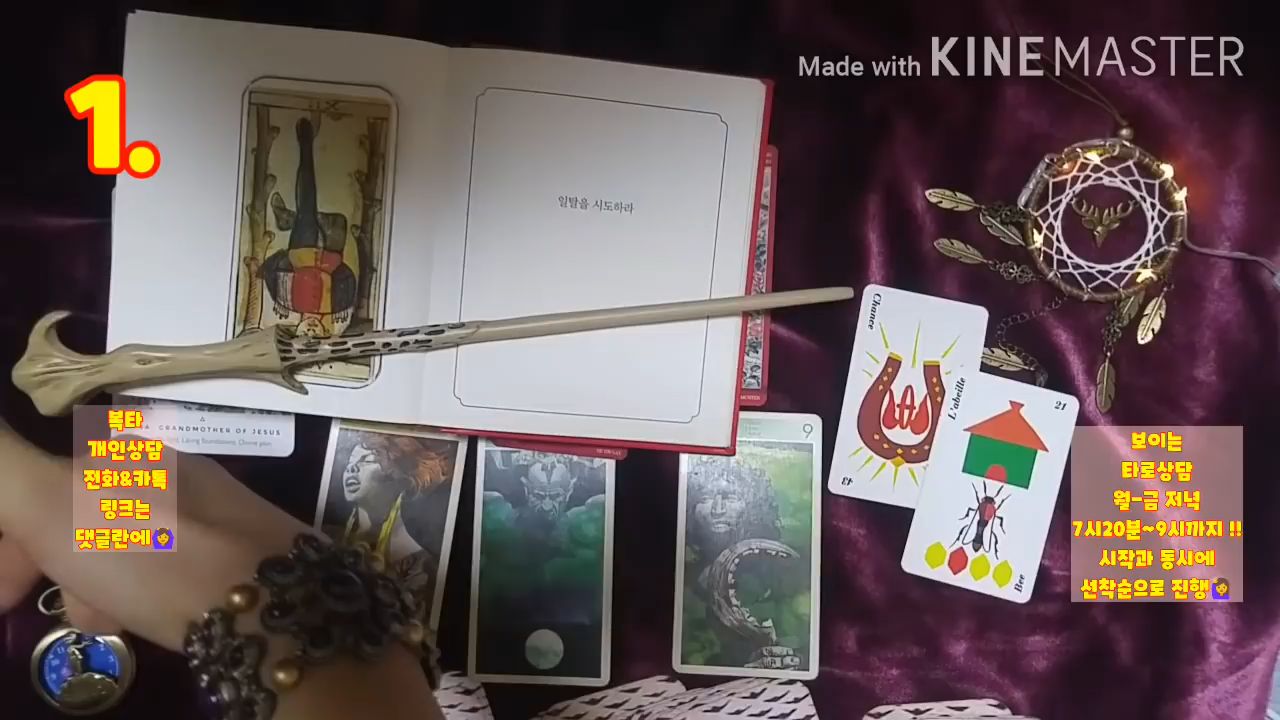 Made with KINEMASTER
1.
일탈을 시도하라
Chance
43
L'abeille
21
Bee
9
GRANDMOTHER OF JESUS
복타
개인상담
전화&카톡
링크는
댓글란에🙆‍♀️
보이는
타로상담
월-금 저녁
7시20분~9시까지 !!
시작과 동시에
선착순으로 진행🙋‍♀️